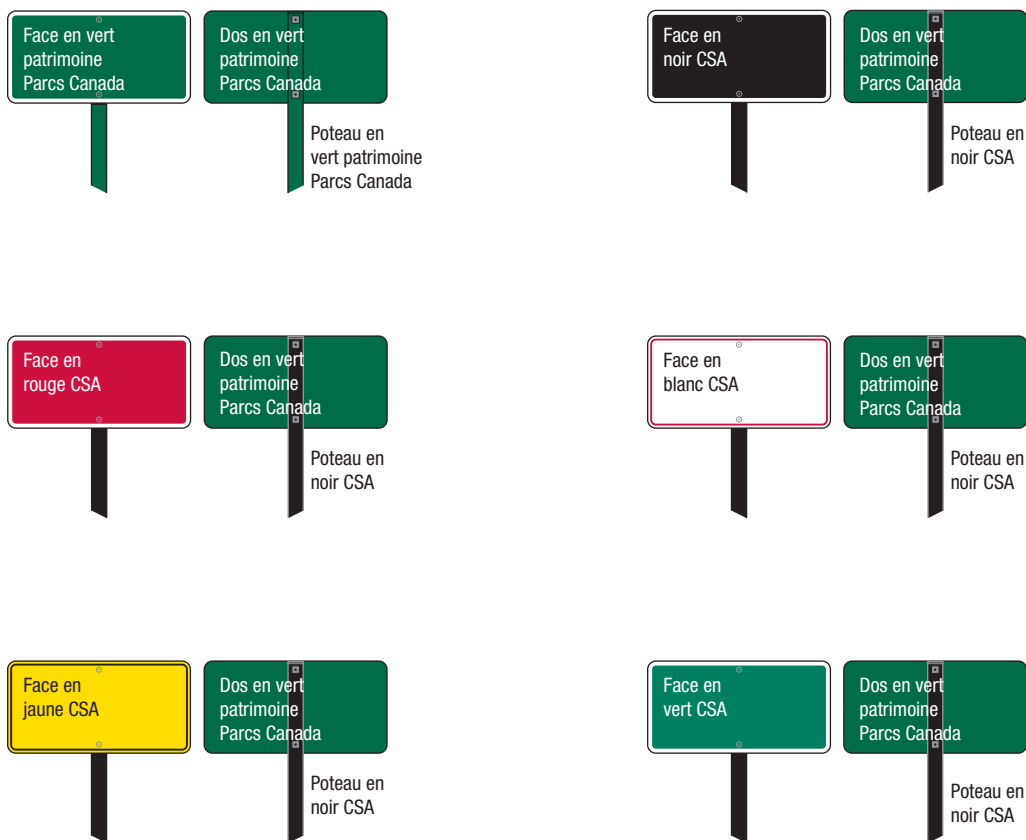 Face en vert
patrimoine
Parcs Canada
Dos en vert
patrimoine
Parcs Canada
Poteau en
vert patrimoine
Parcs Canada
Face en
noir CSA
Dos en vert
patrimoine
Parcs Canada
Poteau en
noir CSA
Face en
rouge CSA
Dos en vert
patrimoine
Parcs Canada
Poteau en
noir CSA
Face en
blanc CSA
Dos en vert
patrimoine
Parcs Canada
Poteau en
noir CSA
Face en
jaune CSA
Dos en vert
patrimoine
Parcs Canada
Poteau en
noir CSA
Face en
vert CSA
Dos en vert
patrimoine
Parcs Canada
Poteau en
noir CSA